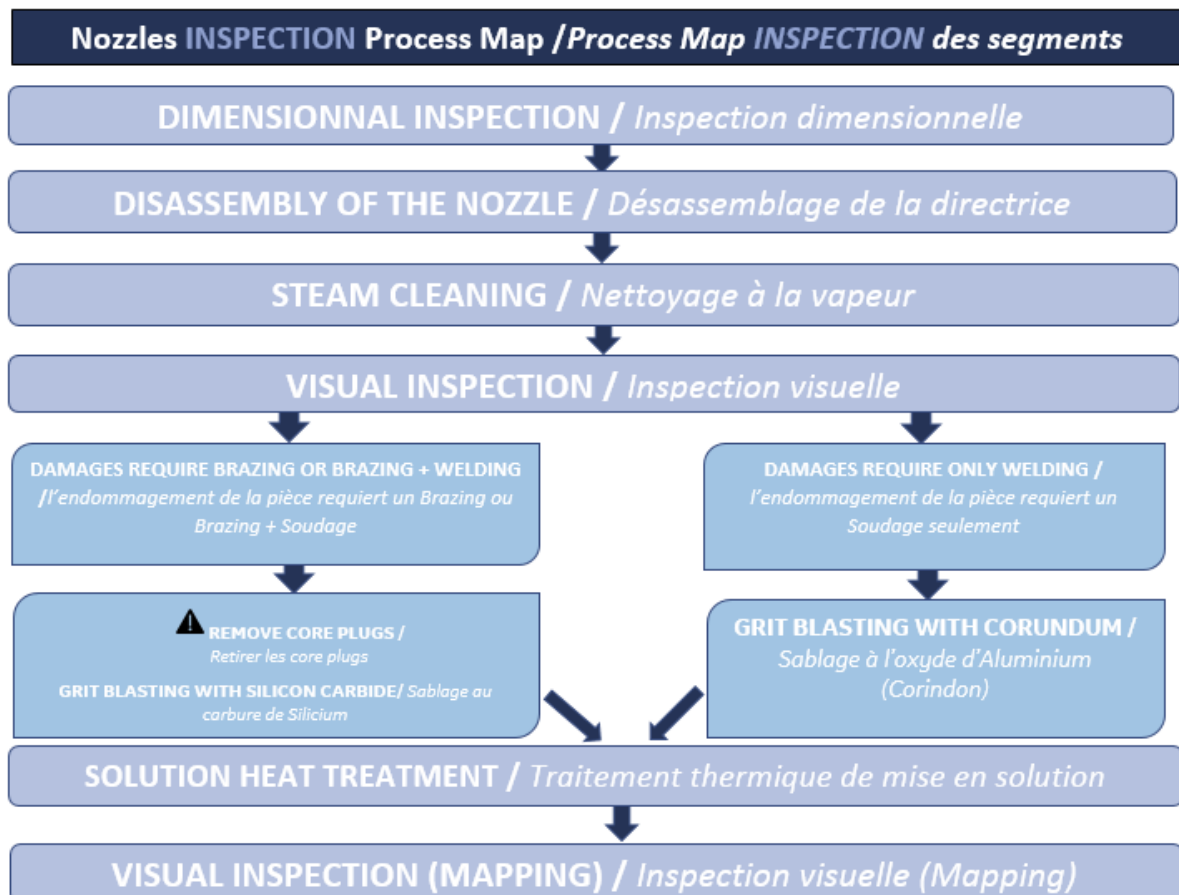 Nozzles INSPECTION Process Map /Process Map INSPECTION des segments
DIMENSIONNAL INSPECTION / Inspection dimensionnelle
DISASSEMBLY OF THE NOZZLE / Désassemblage de la directrice
STEAM CLEANING / Nettoyage à la vapeur
VISUAL INSPECTION / Inspection visuelle
DAMAGES REQUIRE BRAZING OR BRAZING + WELDING
/l’endommagement de la pièce requiert un Brazing ou
Brazing + Soudage
DAMAGES REQUIRE ONLY WELDING /
l’endommagement de la pièce requiert un
Soudage seulement
REMOVE CORE PLUGS /
Retirer les core plugs
GRIT BLASTING WITH SILICON CARBIDE/ Sablage au
carbure de Silicium
GRIT BLASTING WITH CORUNDUM /
Sablage à l’oxyde d’Aluminium
(Corindon)
SOLUTION HEAT TREATMENT / Traitement thermique de mise en solution
VISUAL INSPECTION (MAPPING) / Inspection visuelle (Mapping)